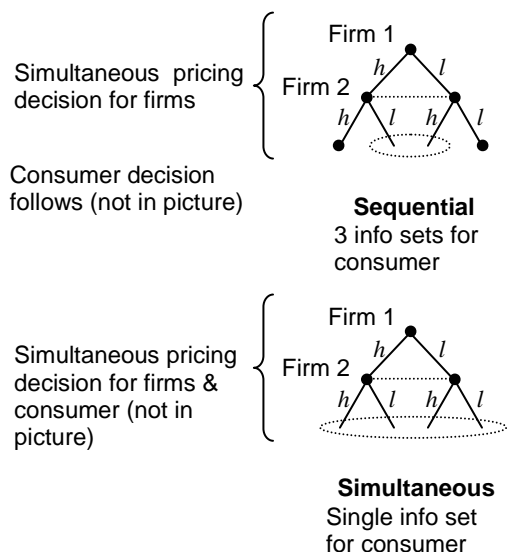 Firm 1
Simultaneous pricing
decision for firms
h
l
Firm 2
h
l
h
l
Consumer decision
follows (not in picture)
Sequential
3 info sets for
consumer
Firm 1
Simultaneous pricing
decision for firms &
consumer (not in
picture)
h
l
Firm 2
h
l
h
l
Simultaneous
Single info set
for consumer